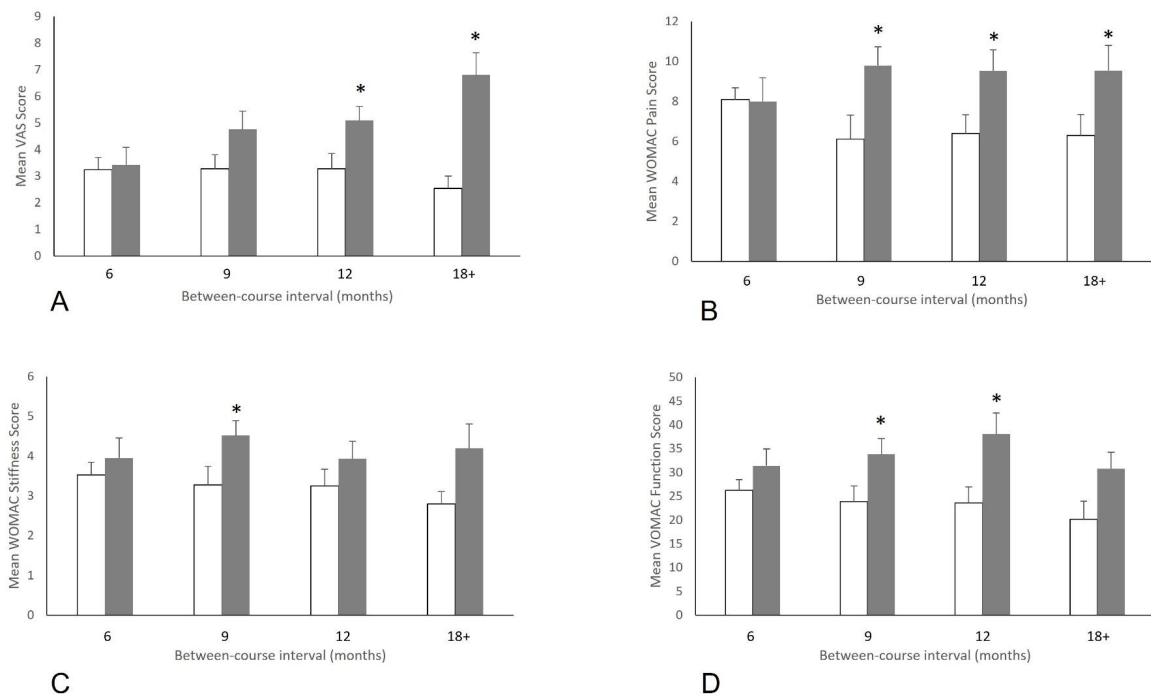 Mean VAS Score
9
8
7
6
5
4
3
2
1
0
*
*
6 9 12 18+
Between-course interval (months)
A
Mean WOMAC Pain Score
12
10
8
6
4
2
0
*
*
*
6 9 12 18+
Between-course interval (months)
B
Mean WOMAC Stiffness Score
6
5
4
3
2
1
0
*
6 9 12 18+
Between-course interval (months)
C
Mean VOMAC Function Score
50
45
40
35
30
25
20
15
10
5
0
*
*
6 9 12 18+
Between-course interval (months)
D